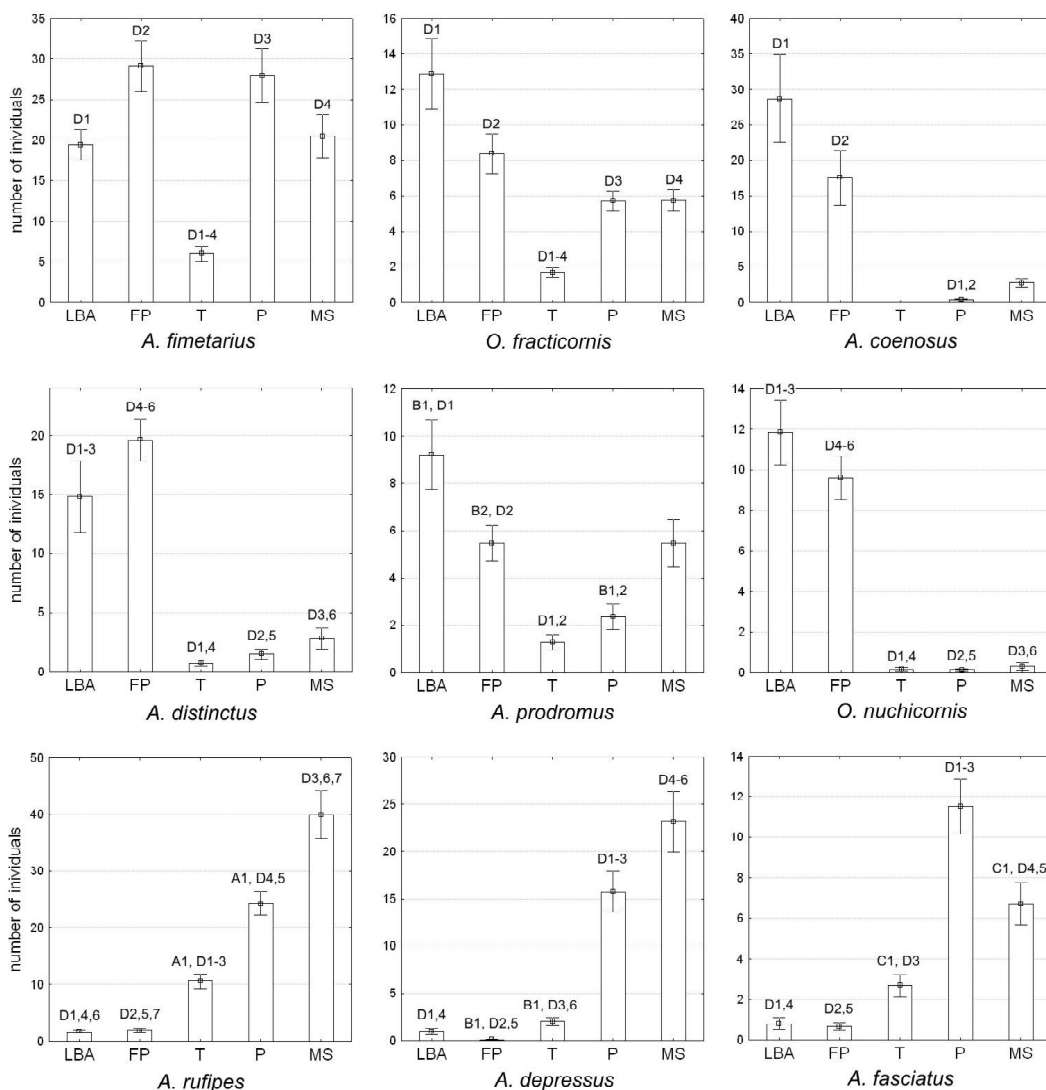 number of inividuals
35
30
25
20
15
10
5
0
D1
D2
D1-4
D3
D4
LBA FP T P MS
A. fimetarius
16
14
12
10
8
6
4
2
0
D1
D2
D1-4
D3
D4
LBA FP T P MS
O. fracticornis
40
35
30
25
20
15
10
5
0
D1
D2
D1,2
LBA FP T P MS
A. coenosus
number of inividuals
20
15
10
5
0
D1-3
D4-6
D1,4
D2,5
D3,6
LBA FP T P MS
A. distinctus
12
10
8
6
4
2
0
B1, D1
B2, D2
D1,2
B1,2
LBA FP T P MS
A. prodromus
14
12
10
8
6
4
2
0
D1-3
D4-6
D1,4
D2,5
D3,6
LBA FP T P MS
O. nuchicornis
number of inividuals
50
40
30
20
10
0
D1,4,6
D2,5,7
A1, D1-3
A1, D4,5
D3,6,7
LBA FP T P MS
A. rufipes
30
25
20
15
10
5
0
D1,4
B1, D2,5
B1, D3,6
D1-3
D4-6
LBA FP T P MS
A. depressus
14
12
10
8
6
4
2
0
D1,4
D2,5
C1, D3
D1-3
C1, D4,5
LBA FP T P MS
A. fasciatus